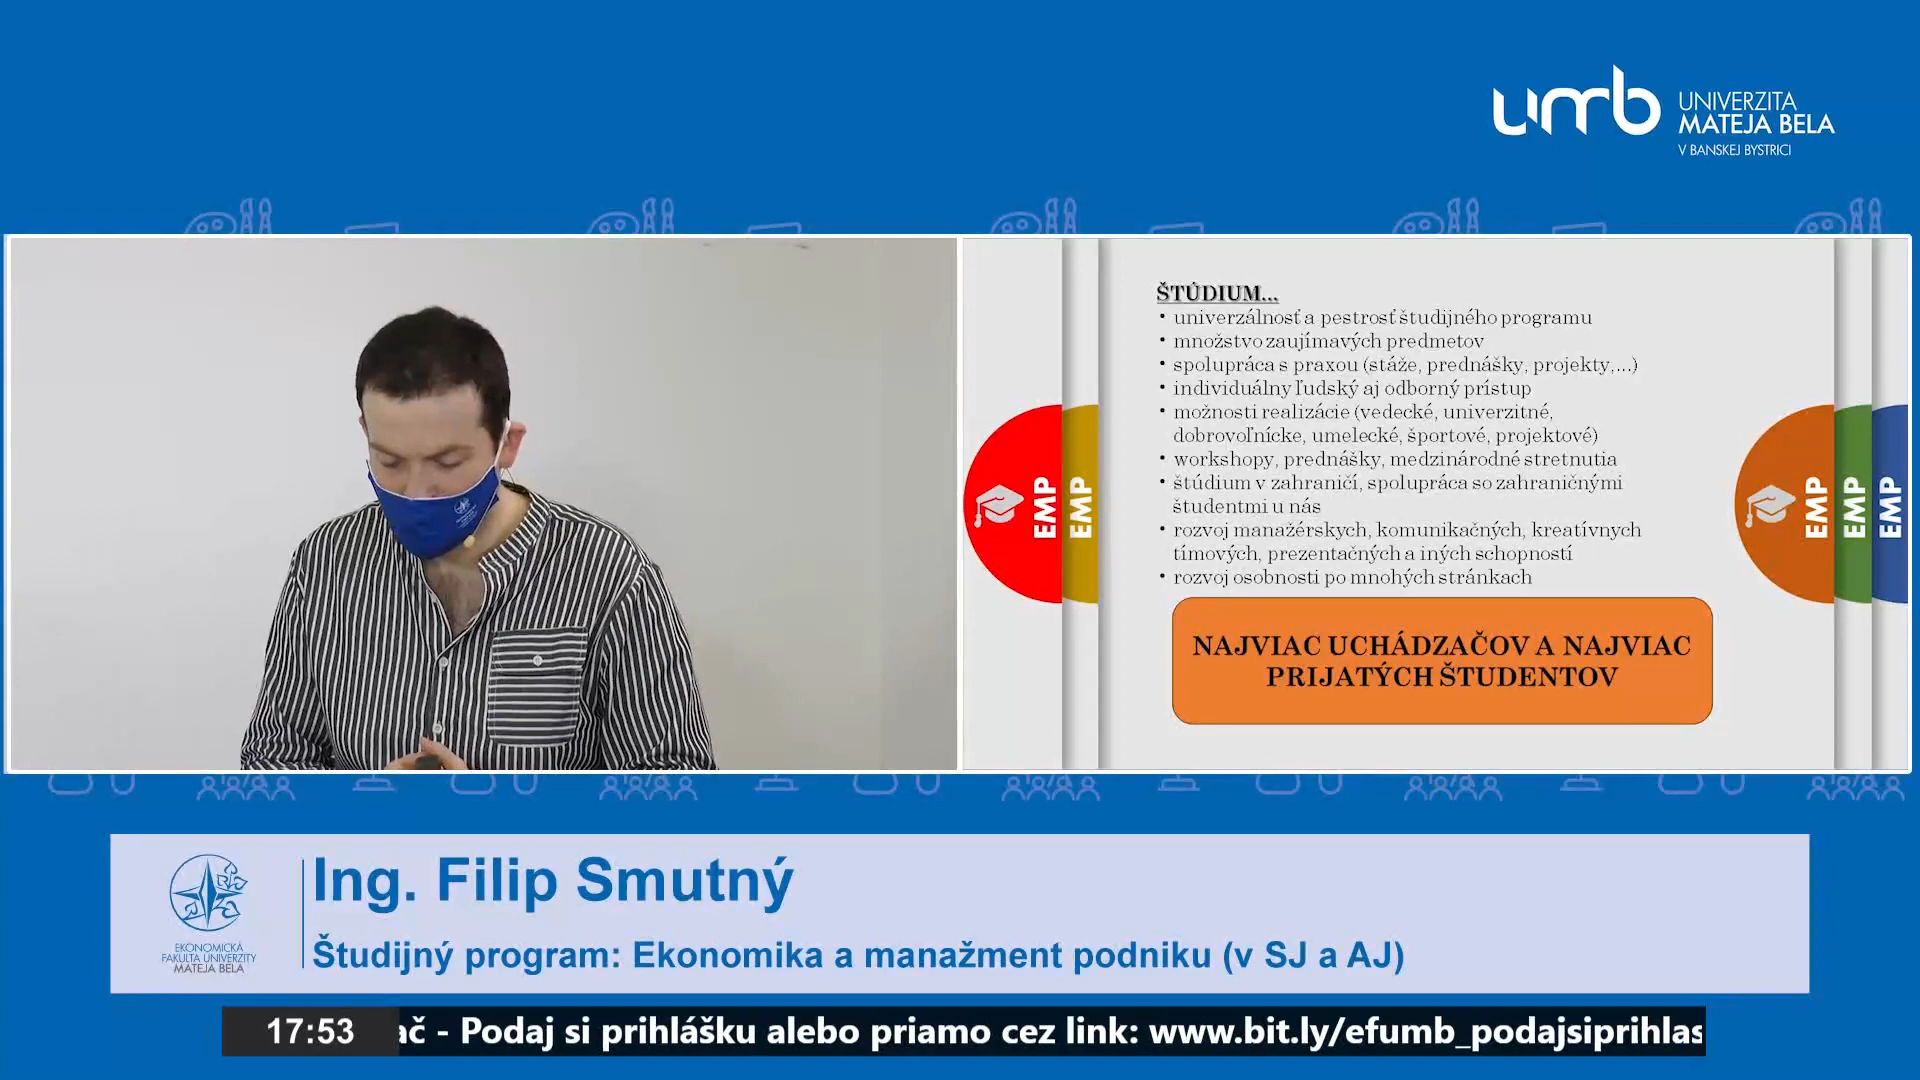 umb
UNIVERZITA
MATEJA BELA
V BANSKEJ BYSTRICI
ŠTÚDIUM...
• univerzálnosť a pestrosť študijného programu
• množstvo zaujímavých predmetov
• spolupráca s praxou (stáže, prednášky, projekty,...)
• individuálny ľudský aj odborný prístup
• možnosti realizácie (vedecké, univerzitné,
dobrovoľnícke, umelecké, športové, projektové)
• workshopy, prednášky, medzinárodné stretnutia
• štúdium v zahraničí, spolupráca so zahraničnými
študentmi u nás
• rozvoj manažérskych, komunikačných, kreatívnych
tímových, prezentačných a iných schopností
• rozvoj osobnosti po mnohých stránkach
EMP
EMP
EMP
EMP
EMP
NAJVIAC UCHÁDZAČOV A NAJVIAC
PRIJATÝCH ŠTUDENTOV
Ing. Filip Smutný
Študijný program: Ekonomika a manažment podniku (v SJ a AJ)
EKONOMICKÁ
FAKULTA UNIVERZITY
MATEJA BELA
17:53 ač - Podaj si prihlášku alebo priamo cez link: www.bit.ly/efumb_podajsiprihlas